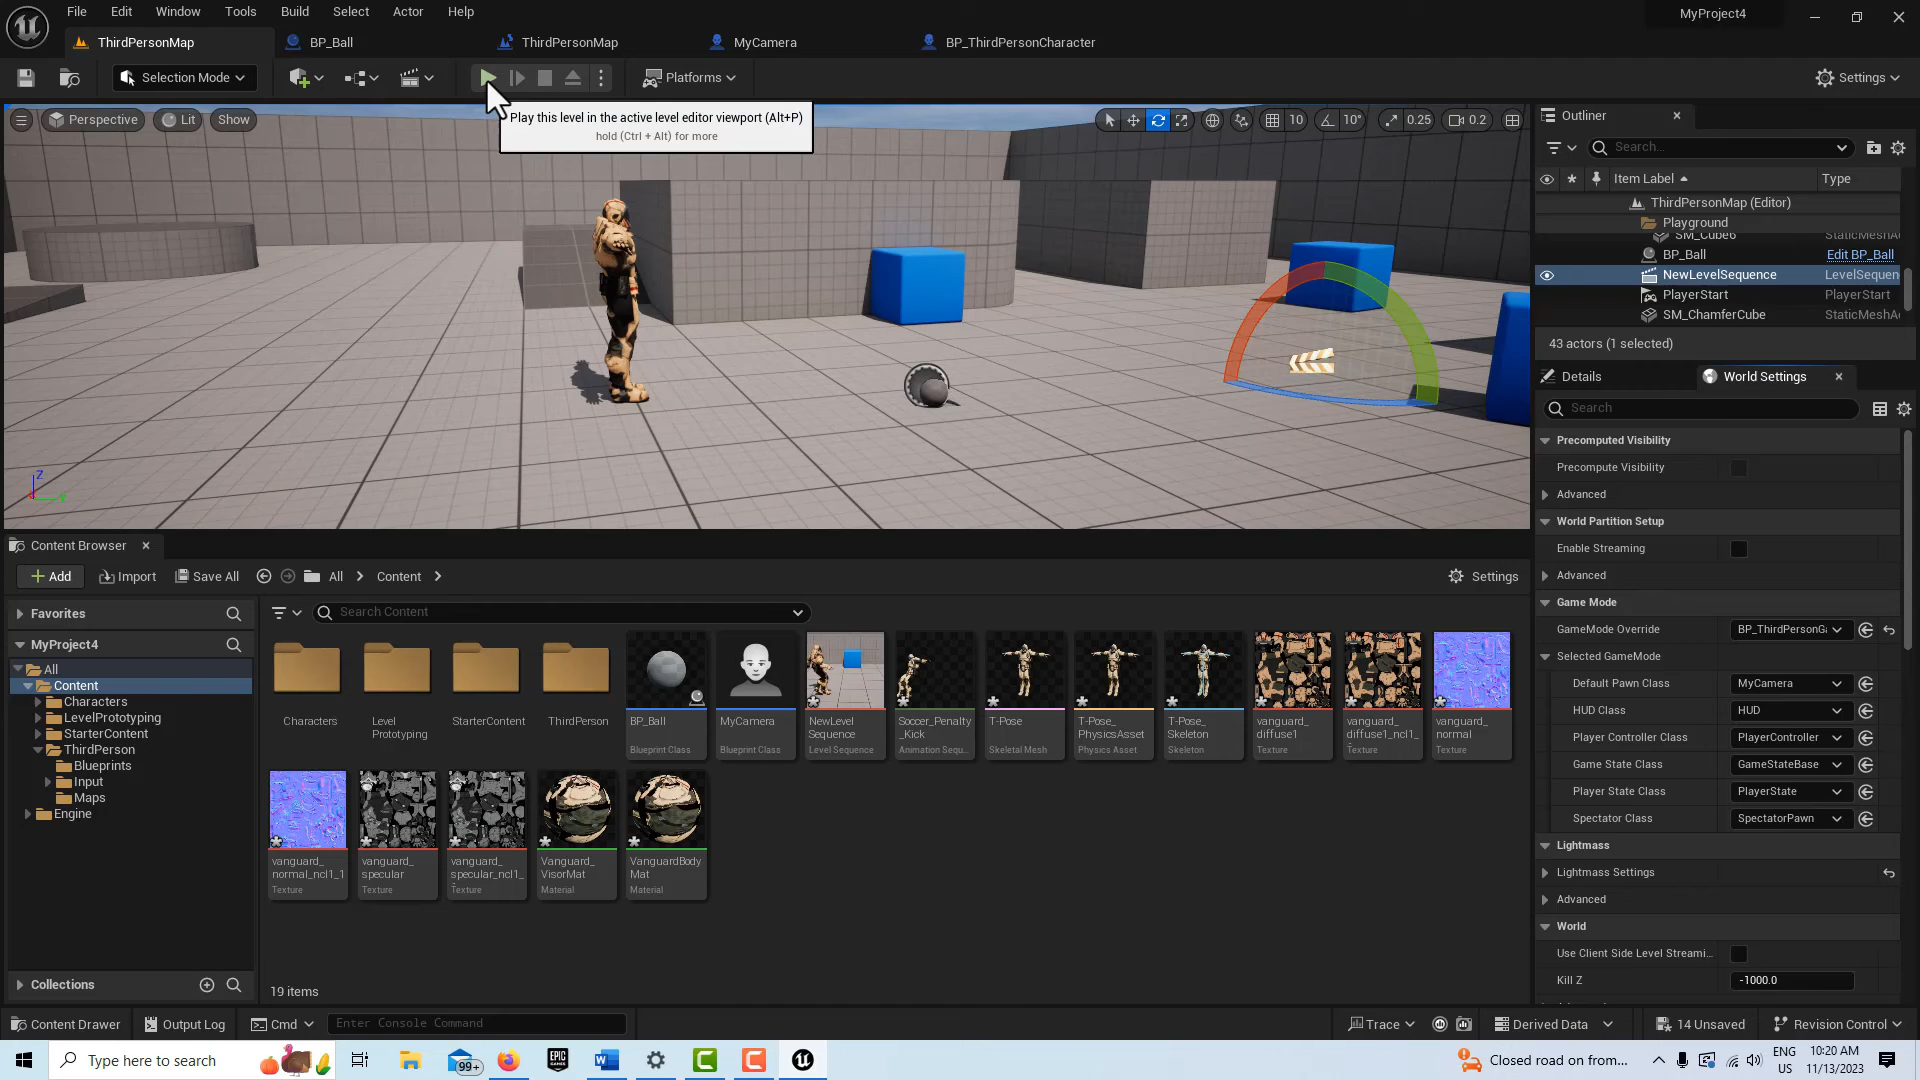 File Edit Window Tools Build Select Actor Help
MyProject4
ThirdPersonMap
BP_Ball
ThirdPersonMap
MyCamera
BP_ThirdPersonCharacter
Selection Mode
Platforms
Settings
Play this level in the active level editor viewport (Alt+P)
hold (Ctrl + Alt) for more
Perspective
Lit
Show
10
10°
0.25
0.2
Z
Outliner
Search...
Item Label
Type
ThirdPersonMap (Editor)
Playground
SM_Cube6
StaticMeshA
BP_Ball
Edit BP_Ball
NewLevelSequence
LevelSequen
PlayerStart
PlayerStart
SM_ChamferCube
StaticMeshA
43 actors (1 selected)
Details
World Settings
Search
Precomputed Visibility
Precompute Visibility
Advanced
World Partition Setup
Enable Streaming
Advanced
Game Mode
GameMode Override
BP_ThirdPersonGa
Selected GameMode
Default Pawn Class
MyCamera
HUD Class
HUD
Player Controller Class
PlayerController
Game State Class
GameStateBase
Player State Class
PlayerState
Spectator Class
SpectatorPawn
Lightmass
Lightmass Settings
Advanced
World
Use Client Side Level Streami...
Kill Z
-1000.0
Content Browser
Add
Import
Save All
All
Content
Settings
Favorites
Search Content
MyProject4
All
Content
Characters
LevelPrototyping
StarterContent
ThirdPerson
Blueprints
Input
Maps
Engine
Collections
Characters
Level
Prototyping
StarterContent
ThirdPerson
BP_Ball
Blueprint Class
MyCamera
Blueprint Class
NewLevel
Sequence
Level Sequence
Soccer_Penalty
_Kick
Animation Sequ...
T-Pose
Skeletal Mesh
T-Pose_
PhysicsAsset
Physics Asset
T-Pose_
Skeleton
Skeleton
vanguard_
diffuse1
Texture
vanguard_
diffuse1_ncl1_
Texture
vanguard_
normal
Texture
vanguard_
normal_ncl1_1
Texture
vanguard_
specular
Texture
vanguard_
specular_ncl1_
Texture
Vanguard_
VisorMat
Material
VanguardBody
Mat
Material
19 items
Content Drawer
Output Log
Cmd
Enter Console Command
Trace
Derived Data
14 Unsaved
Revision Control
Type here to search
99+
EPIC
GAMES
Closed road on from...
ENG
US
10:20 AM
11/13/2023